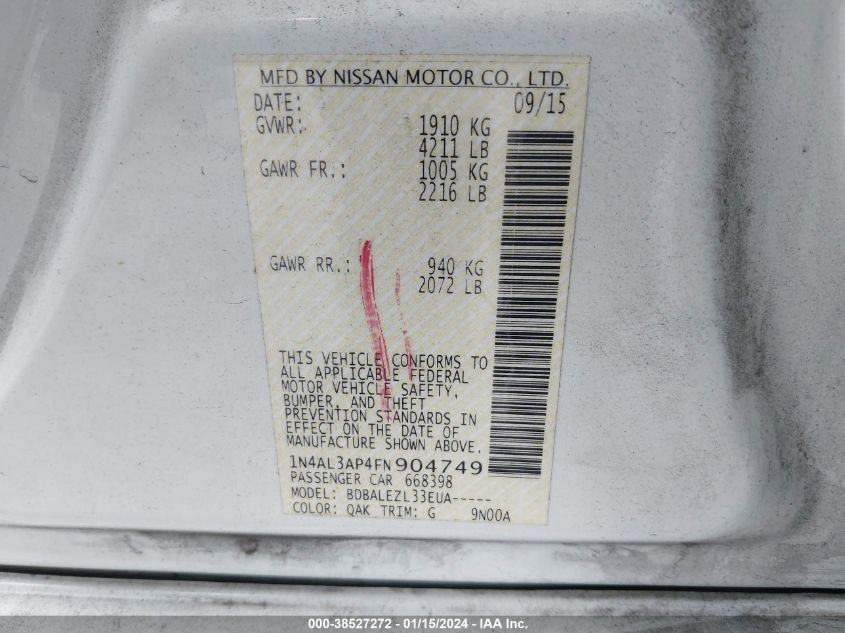 MFD BY NISSAN MOTOR CO., LTD.
DATE: 09/15
GVWR: 1910 KG
4211 LB
GAWR FR.: 1005 KG
2216 LB
GAWR RR.: 940 KG
2072 LB
THIS VEHICLE CONFORMS TO
ALL APPLICABLE FEDERAL
MOTOR VEHICLE SAFETY,
BUMPER, AND THEFT
PREVENTION STANDARDS IN
EFFECT ON THE DATE OF
MANUFACTURE SHOWN ABOVE.
1N4AL3AP4FN904749
PASSENGER CAR 668398
MODEL: BDBALEZL33EUA-----
COLOR: QAK TRIM: G 9N00A
000-38527272 - 01/15/2024 - IAA Inc.